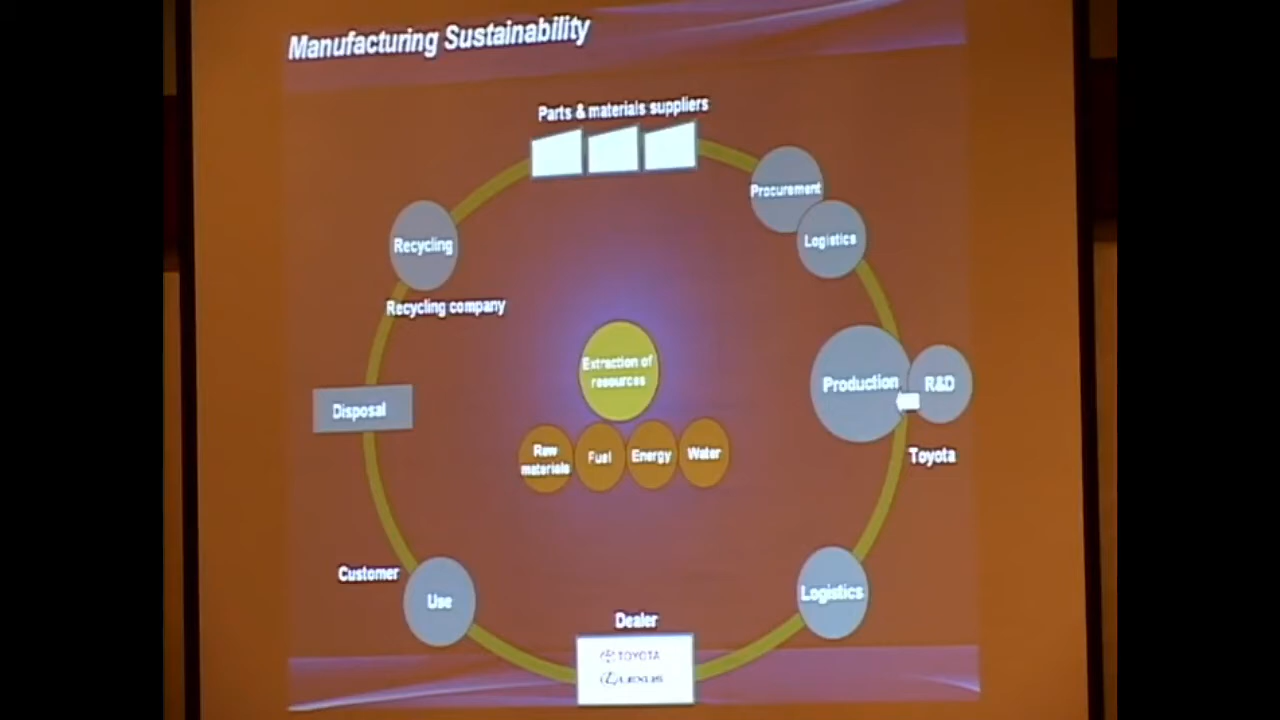 Manufacturing Sustainability
Parts & materials suppliers
Procurement
Recycling
Logistics
Recycling company
Extraction of
resources
Production
R&D
Disposal
Raw
materials
Fuel
Energy
Water
Toyota
Customer
Use
Logistics
Dealer
TOYOTA
LEXUS